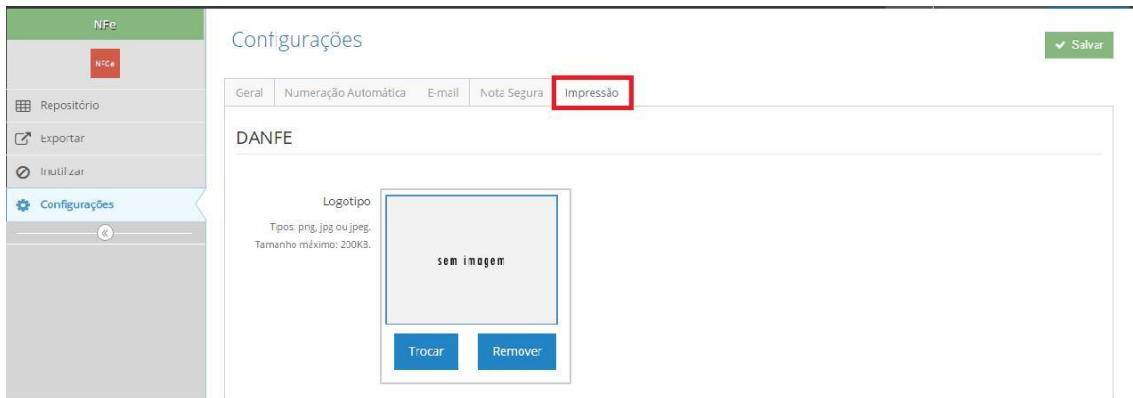 NFe
NFCe
Repositório
Exportar
Inutilizar
Configurações
Configurações
Salvar
Geral Numeração Automática E-mail Nota Segura Impressão
DANFE
Logotipo
Tipos: png, jpg ou jpeg.
Tamanho máximo: 200KB.
sem imagem
Trocar Remover